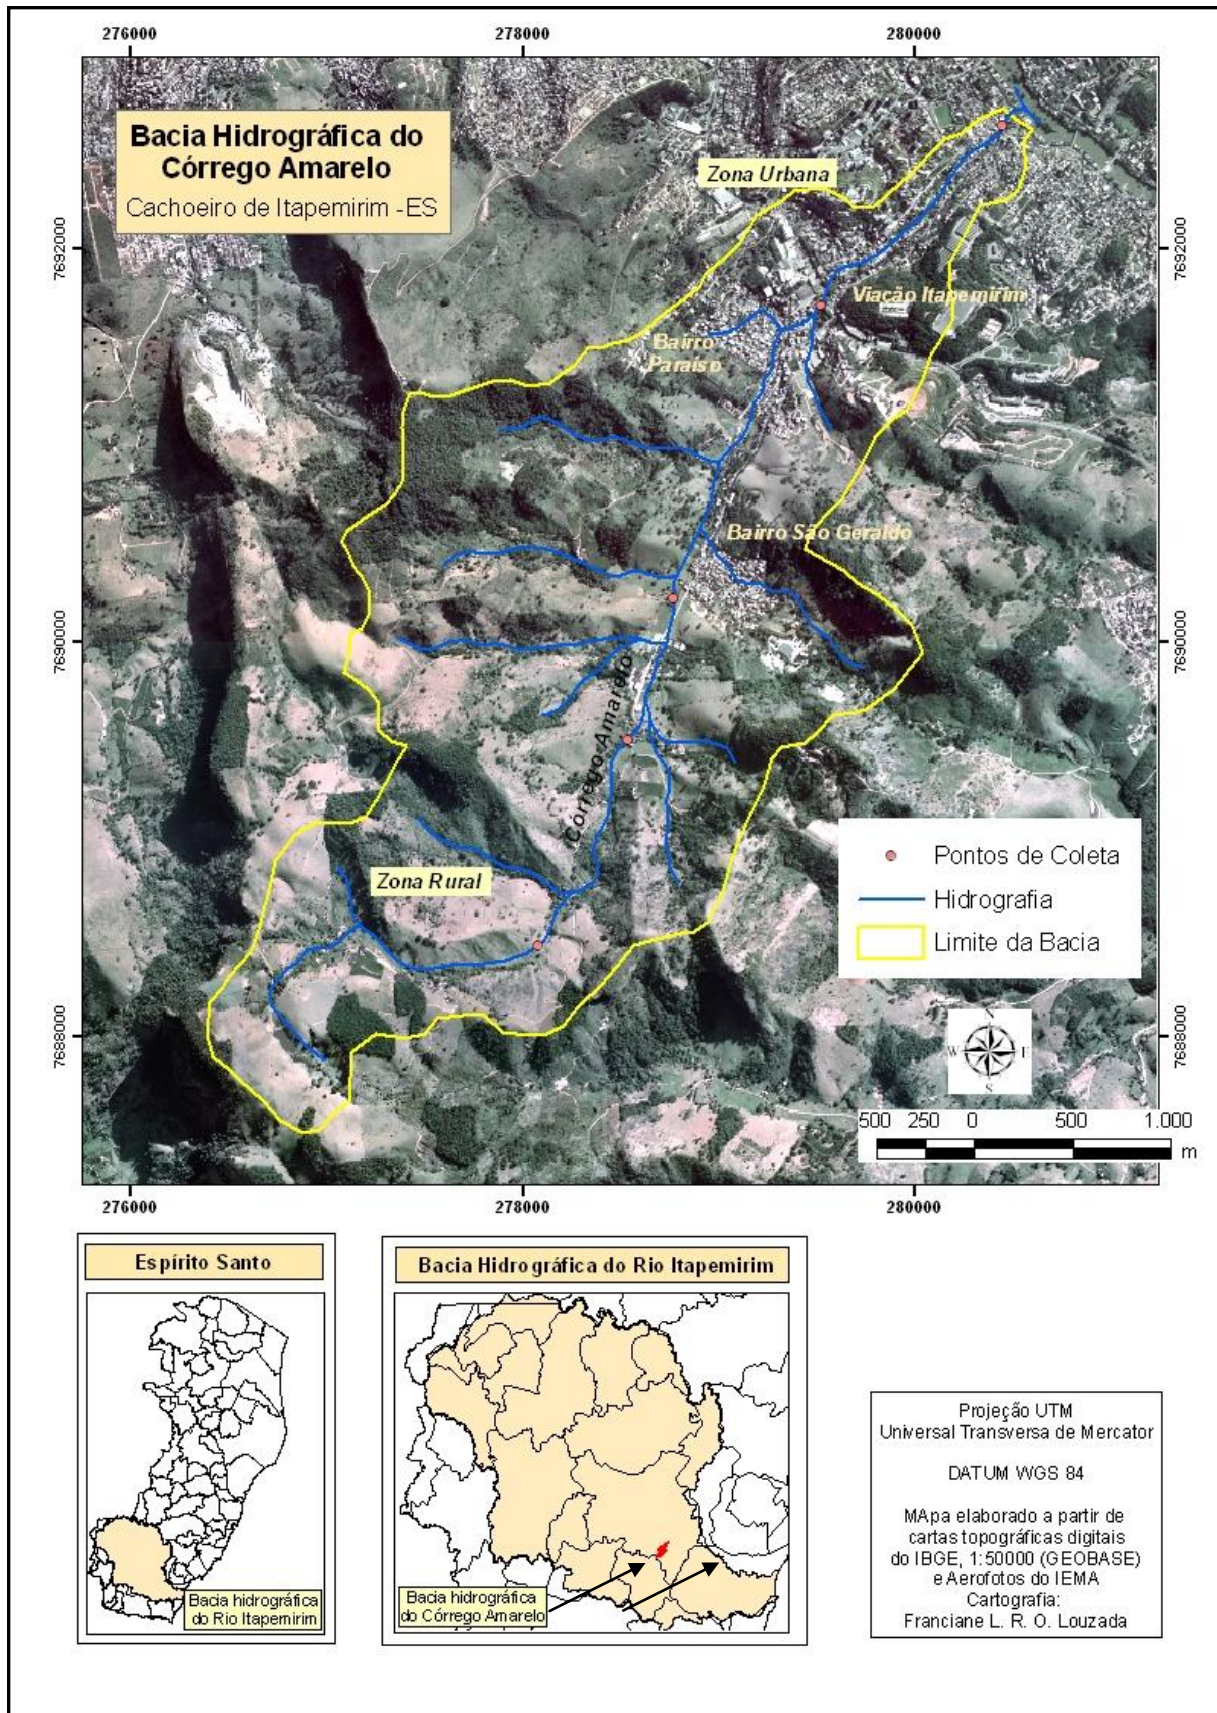 276000
278000
280000
Bacia Hidrográfica do
Córrego Amarelo
Cachoeiro de Itapemirim -ES
Zona Urbana
7692000
7692000
Viação Itapemirim
Bairro
Paraíso
Bairro São Geraldo
7690000
7690000
Córrego Amarelo
Zona Rural
Pontos de Coleta
Hidrografia
Limite da Bacia
7688000
7688000
N
W
E
S
500
250
0
500
1.000
m
276000
278000
280000
Espírito Santo
Bacia hidrográfica
do Rio Itapemirim
Bacia Hidrográfica do Rio Itapemirim
Bacia hidrográfica
do Córrego Amarelo
Projeção UTM
Universal Transversa de Mercator
DATUM WGS 84
MApa elaborado a partir de
cartas topográficas digitais
do IBGE, 1:50000 (GEOBASE)
e Aerofotos do IEMA
Cartografia:
Franciane L. R. O. Louzada